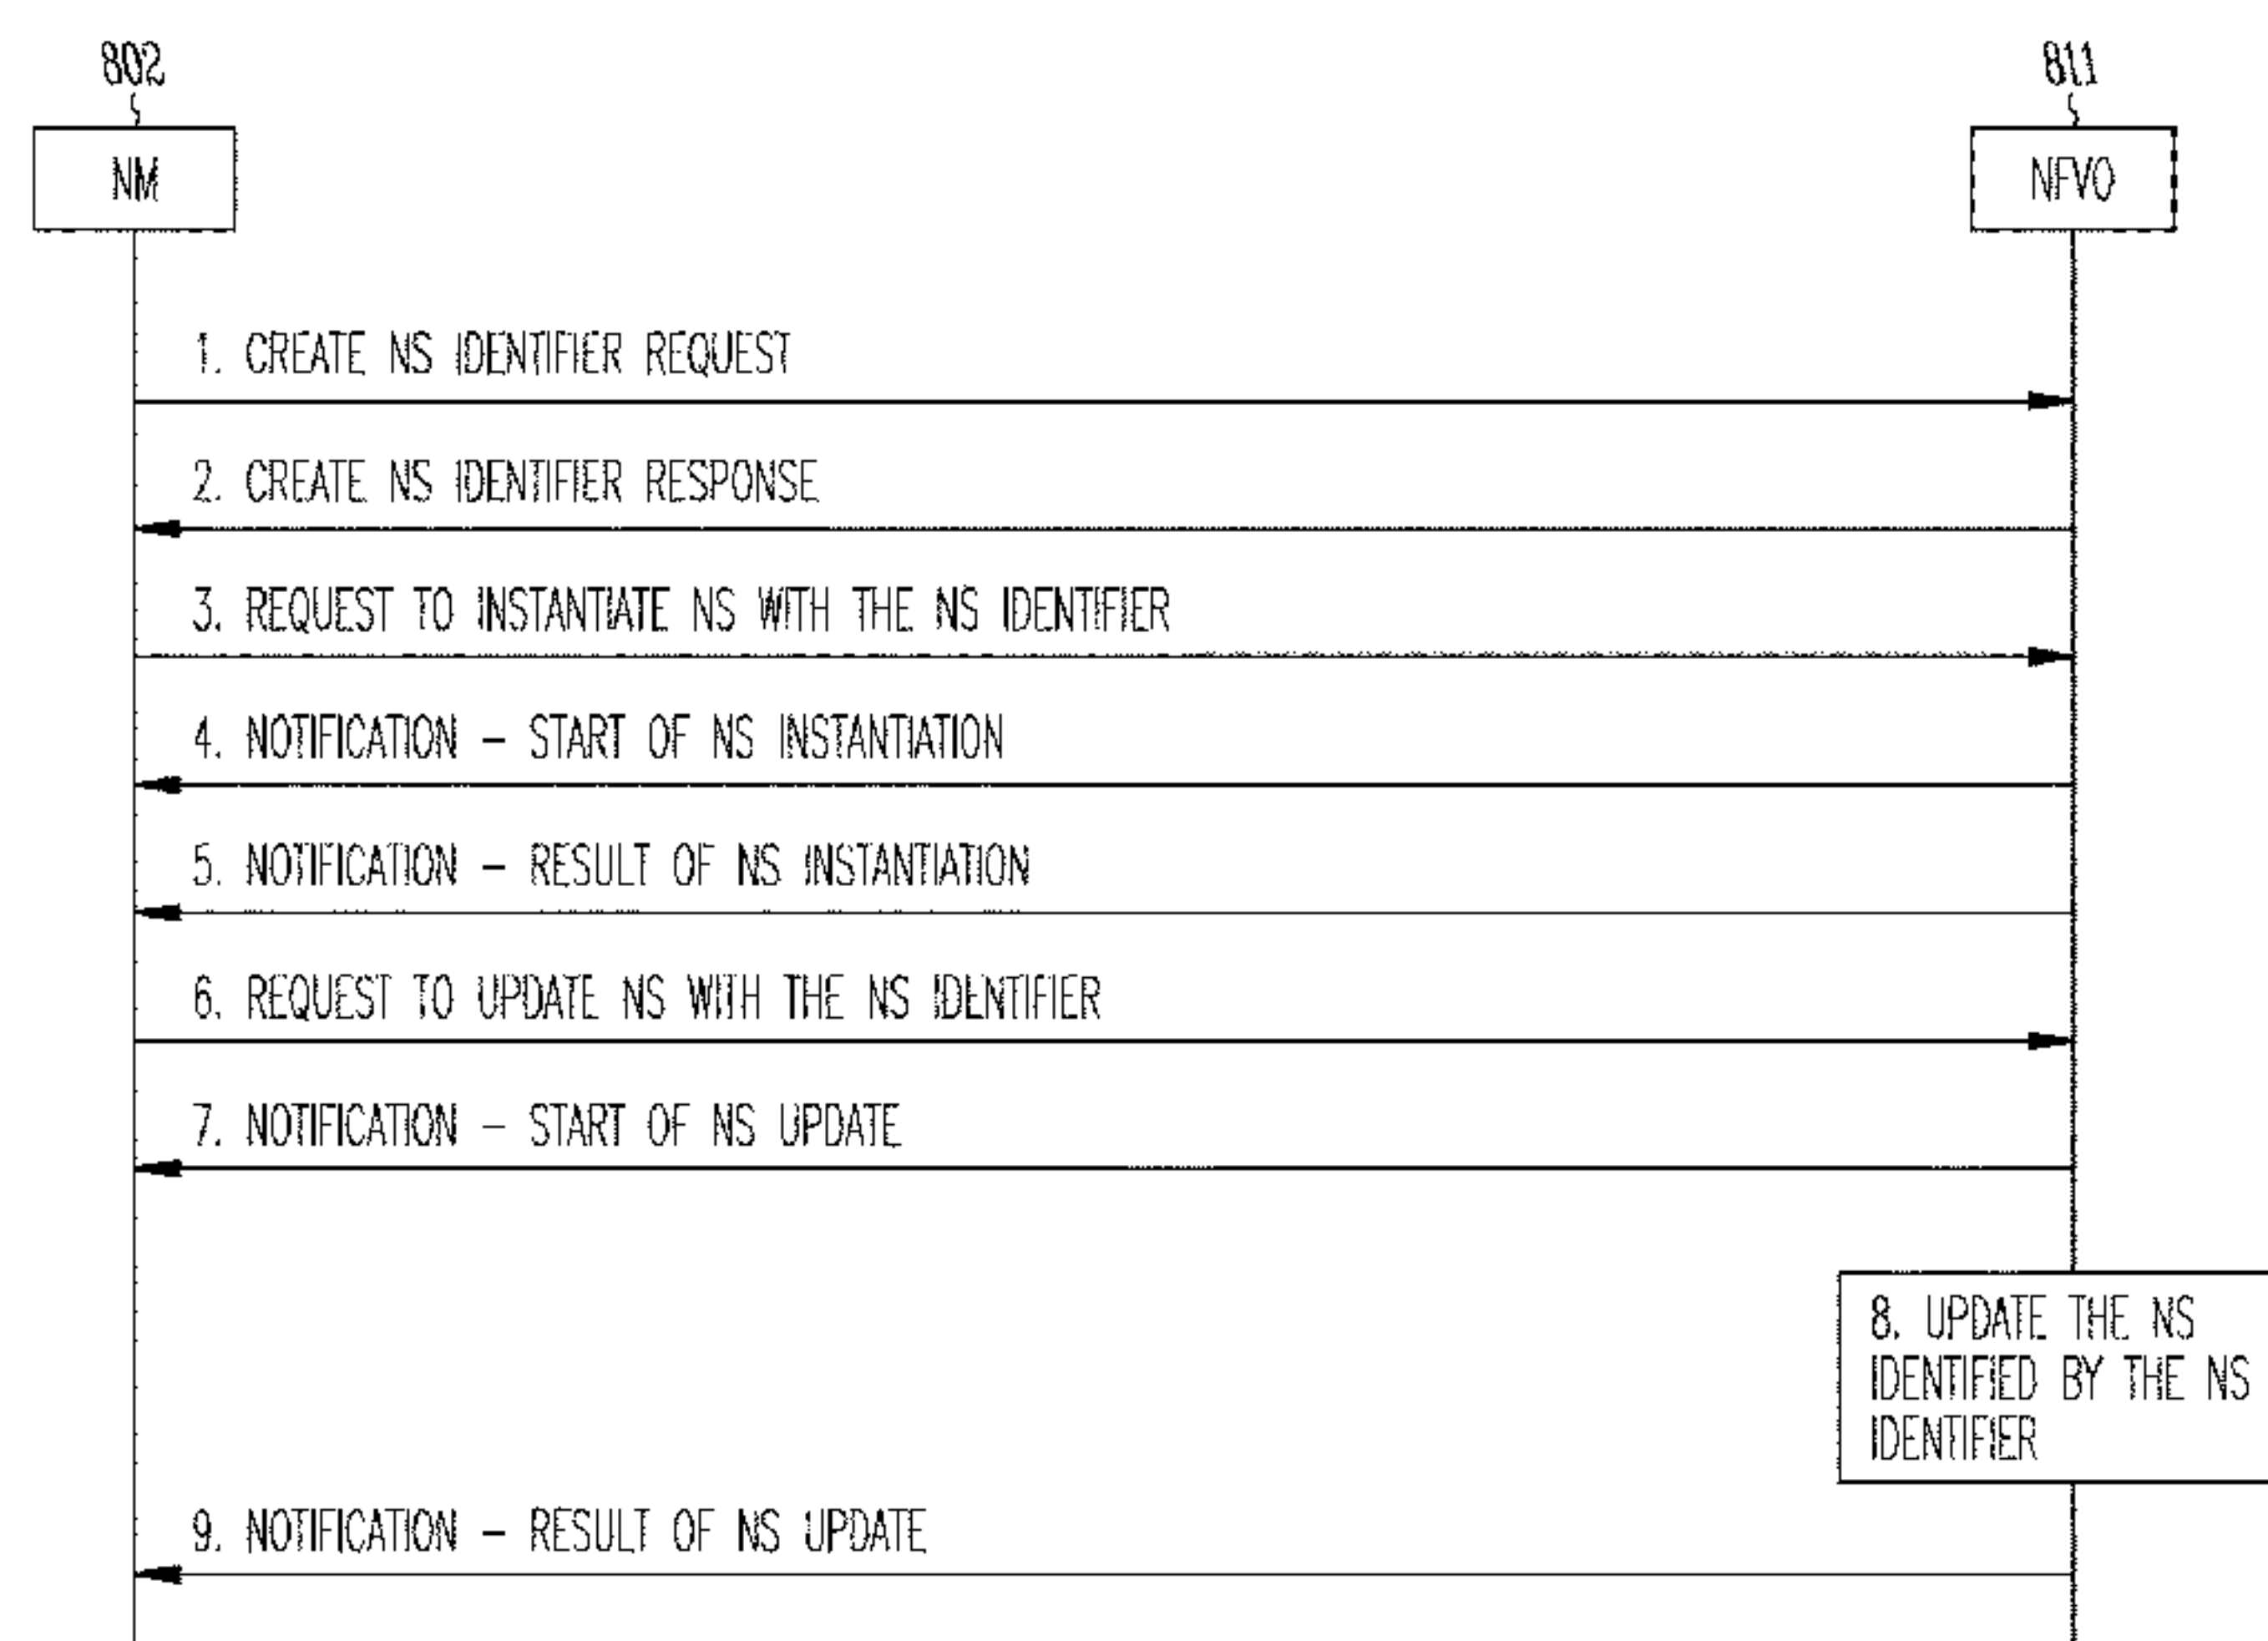 802
811
NM
NFVO
1. CREATE NS IDENTIFIER REQUEST
2. CREATE NS IDENTIFIER RESPONSE
3. REQUEST TO INSTANTIATE NS WITH THE NS IDENTIFIER
4. NOTIFICATION – START OF NS INSTANTIATION
5. NOTIFICATION – RESULT OF NS INSTANTIATION
6. REQUEST TO UPDATE NS WITH THE NS IDENTIFIER
7. NOTIFICATION – START OF NS UPDATE
8. UPDATE THE NS
IDENTIFIED BY THE NS
IDENTIFIER
9. NOTIFICATION – RESULT OF NS UPDATE